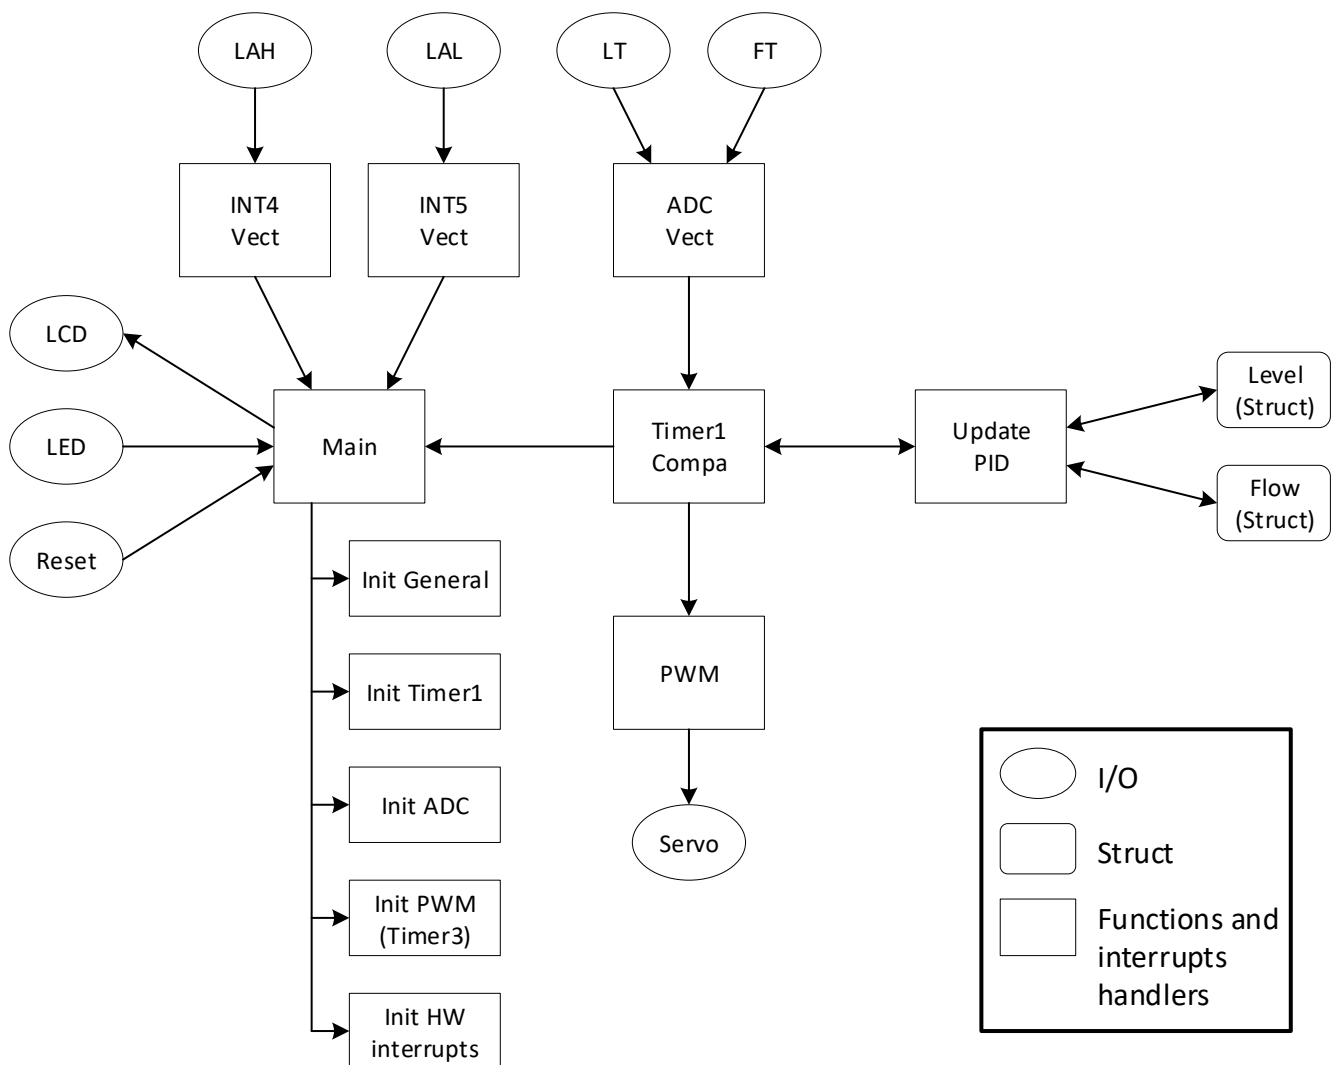 LAH
LAL
LT
FT
INT4
Vect
INT5
Vect
ADC
Vect
LCD
LED
Reset
Main
Timer1
Compa
Update
PID
Level
(Struct)
Flow
(Struct)
Init General
Init Timer1
Init ADC
Init PWM
(Timer3)
Init HW
interrupts
PWM
Servo
I/O
Struct
Functions and
interrupts
handlers